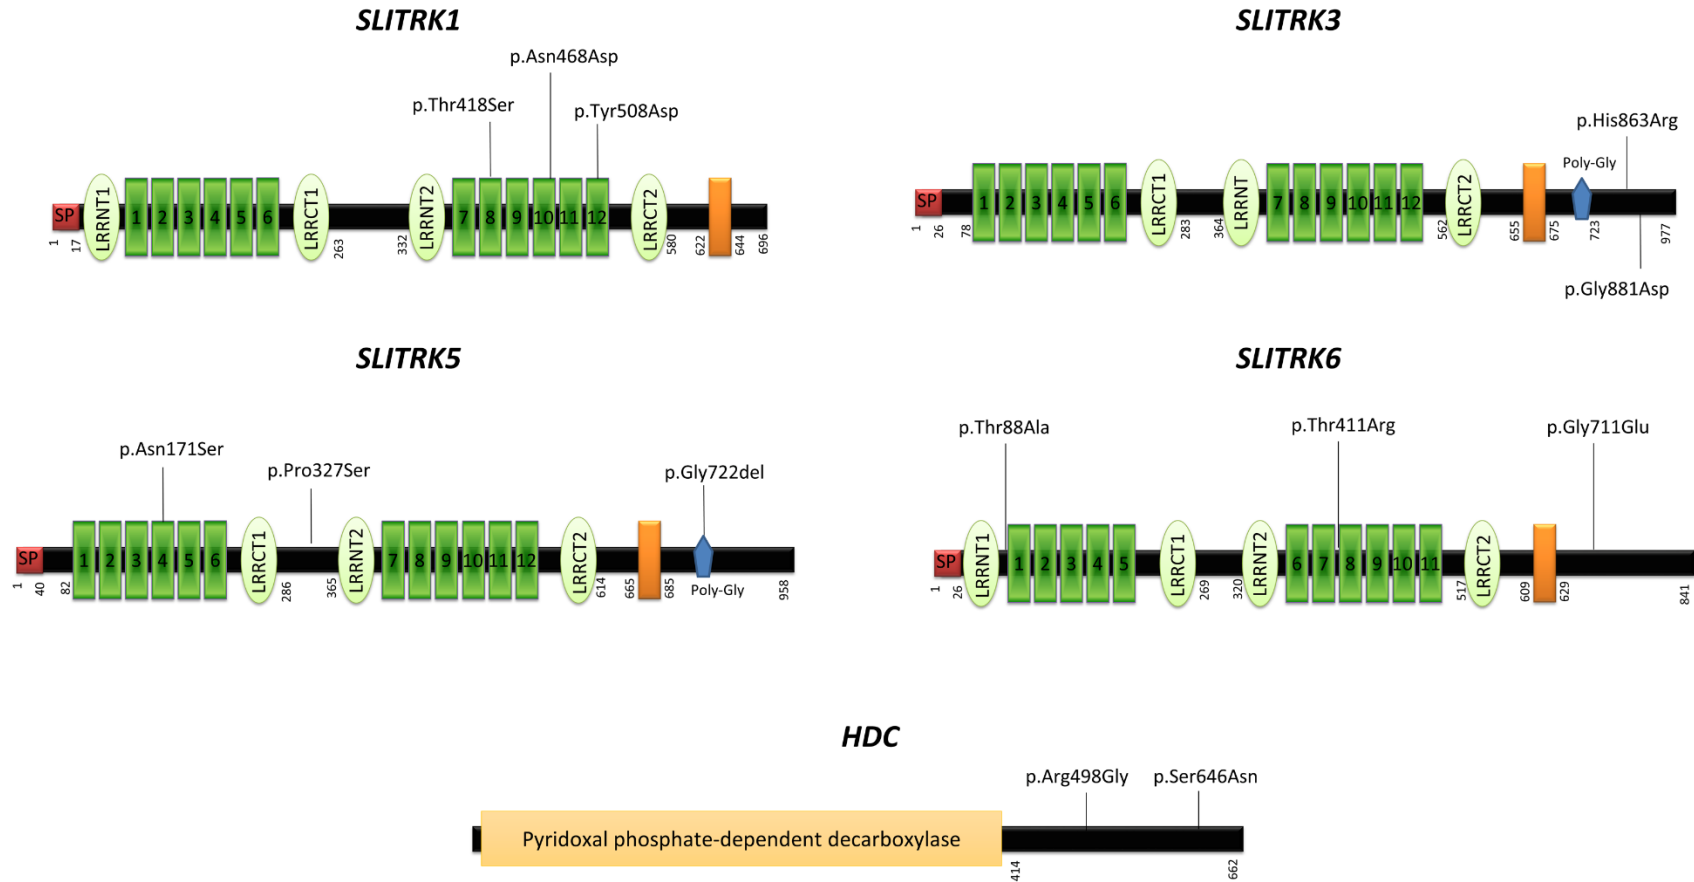 SLITRK1
p.Asn468Asp
p.Thr418Ser
p.Tyr508Asp
SP LRRNT1 1 2 3 4 5 6 LRRCT1 LRRNT2 7 8 9 10 11 12 LRRCT2
1 17 263 332 580 622 644 696
SLITRK3
p.His863Arg
Poly-Gly
SP 1 2 3 4 5 6 LRRCT1 LRRNT 7 8 9 10 11 12 LRRCT2
1 26 78 283 364 562 655 675 723 977
p.Gly881Asp
SLITRK5
p.Asn171Ser
p.Pro327Ser
p.Gly722del
SP 1 2 3 4 5 6 LRRCT1 LRRNT2 7 8 9 10 11 12 LRRCT2
1 40 82 286 365 614 665 685 958
Poly-Gly
SLITRK6
p.Thr88Ala
p.Thr411Arg
p.Gly711Glu
SP LRRNT1 1 2 3 4 5 LRRCT1 LRRNT2 6 7 8 9 10 11 LRRCT2
1 26 269 320 517 609 629 841
HDC
p.Arg498Gly
p.Ser646Asn
Pyridoxal phosphate-dependent decarboxylase
414 662